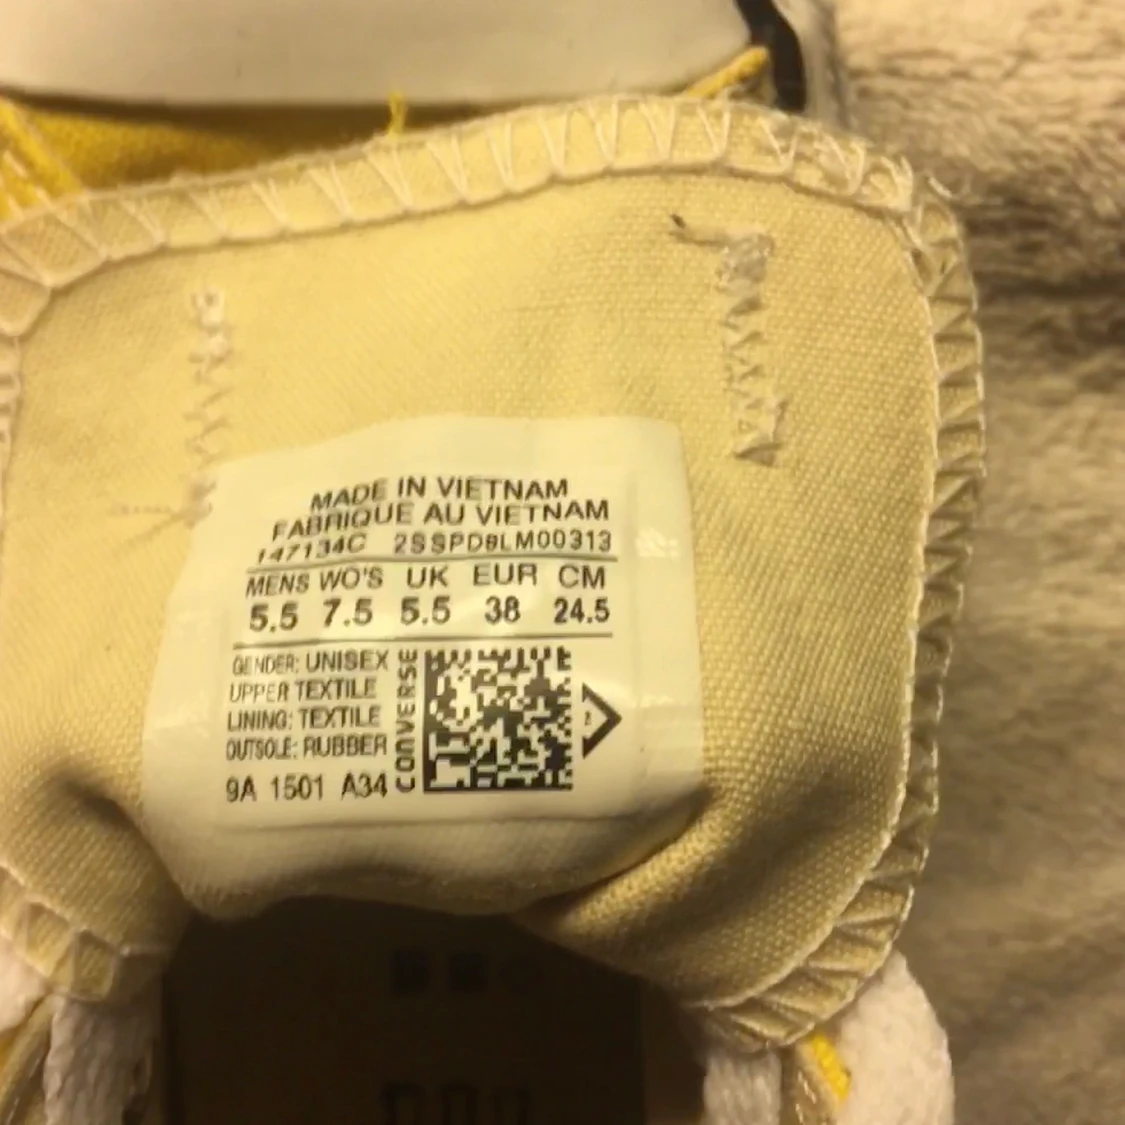 MADE IN VIETNAM
FABRIQUE AU VIETNAM
147134C 2SSPD8LM00313
MENS WO'S UK EUR CM
5.5 7.5 5.5 38 24.5
GENDER: UNISEX
UPPER TEXTILE
LINING: TEXTILE
OUTSOLE: RUBBER
9A 1501 A34
CONVERSE